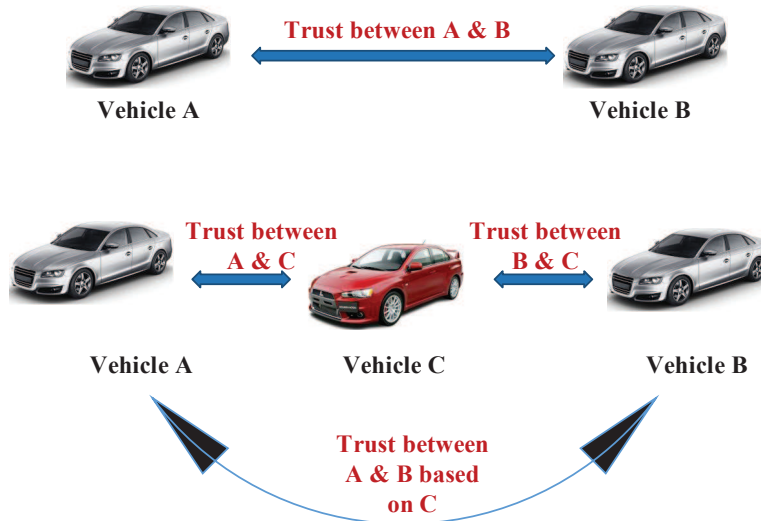 Trust between A & B
Vehicle A
Vehicle B
Trust between
A & C
Trust between
B & C
Vehicle A
Vehicle C
Vehicle B
Trust between
A & B based
on C